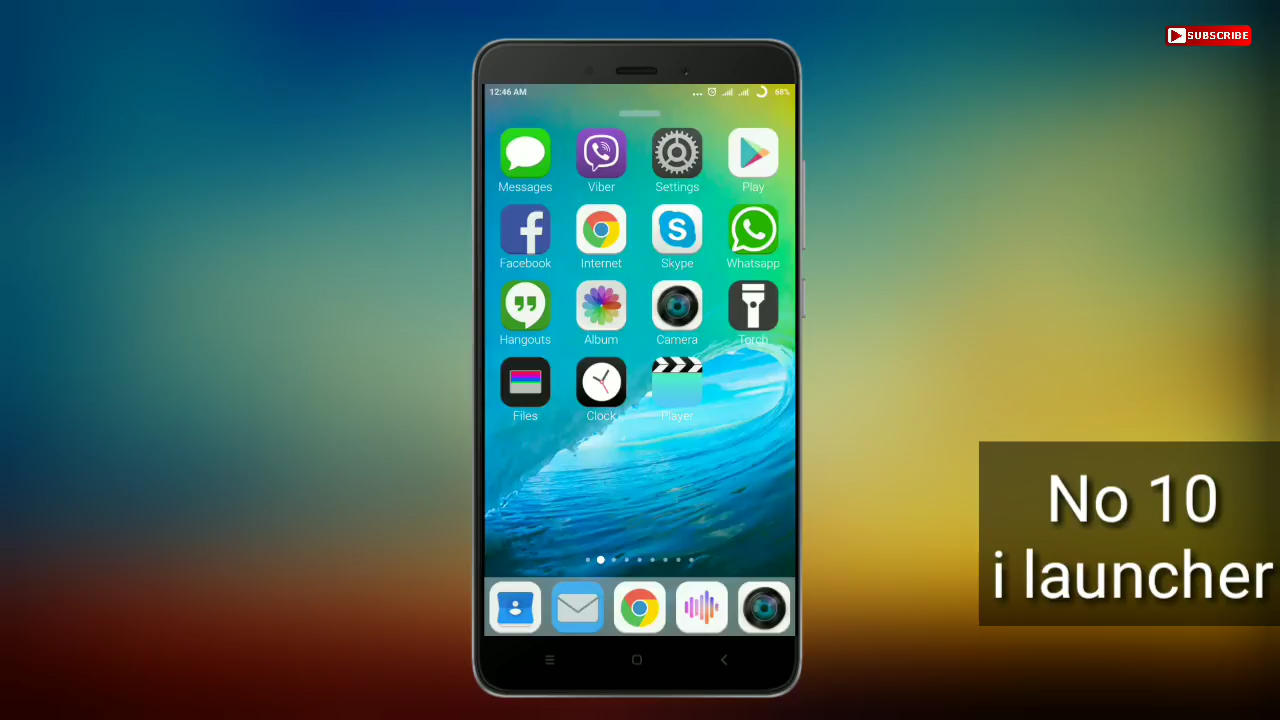 SUBSCRIBE
12:46 AM
68%
Messages Viber Settings Play
Facebook Internet Skype Whatsapp
Hangouts Album Camera Torch
Files Clock Player
No 10
i launcher